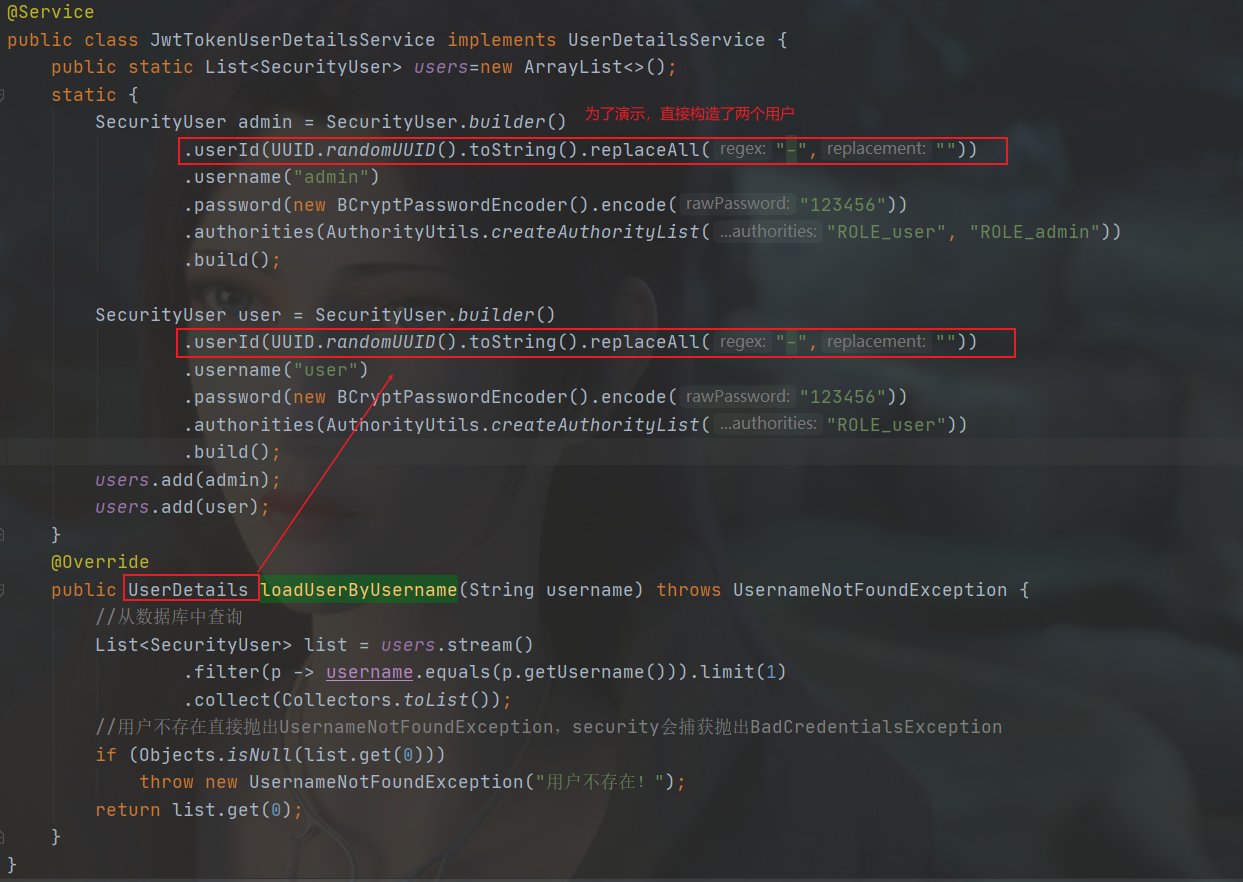 @Service
public class JwtTokenUserDetailsService implements UserDetailsService {
    public static List<SecurityUser> users=new ArrayList<>();
    static {
        SecurityUser admin = SecurityUser.builder() 为了演示，直接构造了两个用户
                .userId(UUID.randomUUID().toString().replaceAll( regex: "-", replacement: ""))
                .username("admin")
                .password(new BCryptPasswordEncoder().encode( rawPassword: "123456"))
                .authorities(AuthorityUtils.createAuthorityList( ...authorities: "ROLE_user", "ROLE_admin"))
                .build();
        SecurityUser user = SecurityUser.builder()
                .userId(UUID.randomUUID().toString().replaceAll( regex: "-", replacement: ""))
                .username("user")
                .password(new BCryptPasswordEncoder().encode( rawPassword: "123456"))
                .authorities(AuthorityUtils.createAuthorityList( ...authorities: "ROLE_user"))
                .build();
        users.add(admin);
        users.add(user);
    }
    @Override
    public UserDetails loadUserByUsername(String username) throws UsernameNotFoundException {
        //从数据库中查询
        List<SecurityUser> list = users.stream()
                .filter(p -> username.equals(p.getUsername())).limit(1)
                .collect(Collectors.toList());
        //用户不存在直接抛出UsernameNotFoundException，security会捕获抛出BadCredentialsException
        if (Objects.isNull(list.get(0)))
            throw new UsernameNotFoundException("用户不存在！");
        return list.get(0);
    }
}